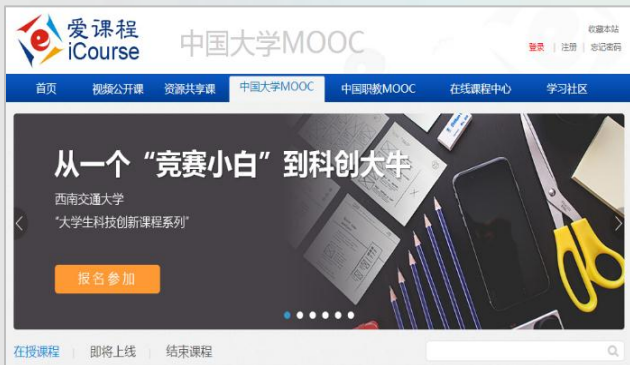 爱课程
iCourse
中国大学MOOC
收藏本站
登录 | 注册 | 忘记密码
首页 视频公开课 资源共享课 中国大学MOOC 中国职教MOOC 在线课程中心 学习社区
从一个“竞赛小白”到科创大牛
西南交通大学
“大学生科技创新课程系列”
报名参加
在授课程 | 即将上线 | 结束课程